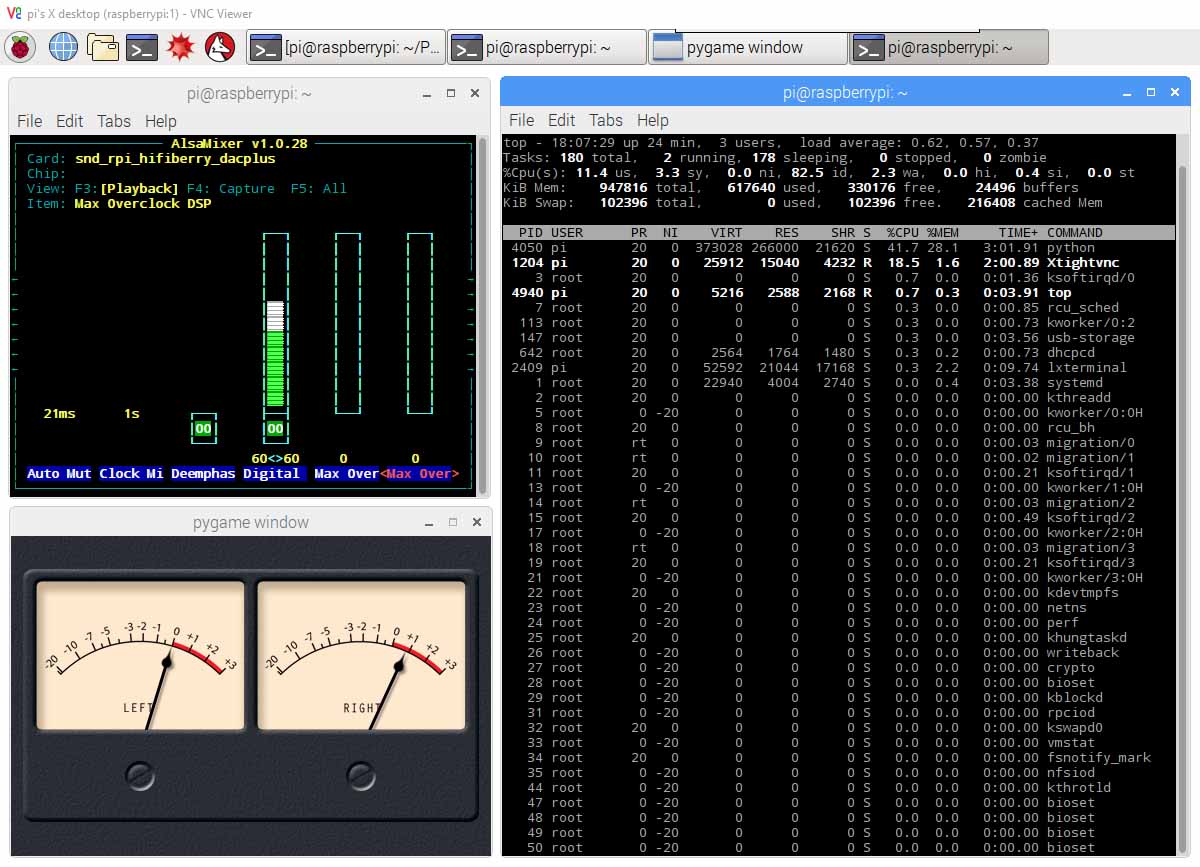 pi's X desktop (raspberrypi:1) - VNC Viewer
[pi@raspberrypi: ~/P... pi@raspberrypi: ~ pygame window pi@raspberrypi: ~
pi@raspberrypi: ~
File Edit Tabs Help
AlsaMixer v1.0.28
Card: snd_rpi_hifiberry_dacplus
Chip:
View: F3:[Playback] F4: Capture F5: All
Item: Max Overclock DSP
21ms 1s
00 00
60<>60 0 0
Auto Mut Clock Mi Deemphas Digital Max Over <Max Over>
pygame window
-20 -10 -7 -5 -3 -2 -1 0 +1 +2 +3
LEFT
-20 -10 -7 -5 -3 -2 -1 0 +1 +2 +3
RIGHT
pi@raspberrypi: ~
File Edit Tabs Help
top - 18:07:29 up 24 min, 3 users, load average: 0.62, 0.57, 0.37
Tasks: 180 total, 2 running, 178 sleeping, 0 stopped, 0 zombie
%Cpu(s): 11.4 us, 3.3 sy, 0.0 ni, 82.5 id, 2.3 wa, 0.0 hi, 0.4 si, 0.0 st
KiB Mem: 947816 total, 617640 used, 330176 free, 24496 buffers
KiB Swap: 102396 total, 0 used, 102396 free. 216408 cached Mem
PID USER PR NI VIRT RES SHR S %CPU %MEM TIME+ COMMAND
4050 pi 20 0 373028 266000 21620 S 41.7 28.1 3:01.91 python
1204 pi 20 0 25912 15040 4232 R 18.5 1.6 2:00.89 Xtightvnc
3 root 20 0 0 0 0 S 0.7 0.0 0:01.36 ksoftirqd/0
4940 pi 20 0 5216 2588 2168 R 0.7 0.3 0:03.91 top
7 root 20 0 0 0 0 S 0.3 0.0 0:00.85 rcu_sched
113 root 20 0 0 0 0 S 0.3 0.0 0:00.73 kworker/0:2
147 root 20 0 0 0 0 S 0.3 0.0 0:03.56 usb-storage
642 root 20 0 2564 1764 1480 S 0.3 0.2 0:00.73 dhcpcd
2409 pi 20 0 52592 21044 17168 S 0.3 2.2 0:09.74 lxterminal
1 root 20 0 22940 4004 2740 S 0.0 0.4 0:03.38 systemd
2 root 20 0 0 0 0 S 0.0 0.0 0:00.00 kthreadd
5 root 0 -20 0 0 0 S 0.0 0.0 0:00.00 kworker/0:0H
8 root 20 0 0 0 0 S 0.0 0.0 0:00.00 rcu_bh
9 root rt 0 0 0 0 S 0.0 0.0 0:00.03 migration/0
10 root rt 0 0 0 0 S 0.0 0.0 0:00.02 migration/1
11 root 20 0 0 0 0 S 0.0 0.0 0:00.21 ksoftirqd/1
13 root 0 -20 0 0 0 S 0.0 0.0 0:00.00 kworker/1:0H
14 root rt 0 0 0 0 S 0.0 0.0 0:00.03 migration/2
15 root 20 0 0 0 0 S 0.0 0.0 0:00.49 ksoftirqd/2
17 root 0 -20 0 0 0 S 0.0 0.0 0:00.00 kworker/2:0H
18 root rt 0 0 0 0 S 0.0 0.0 0:00.03 migration/3
19 root 20 0 0 0 0 S 0.0 0.0 0:00.21 ksoftirqd/3
21 root 0 -20 0 0 0 S 0.0 0.0 0:00.00 kworker/3:0H
22 root 20 0 0 0 0 S 0.0 0.0 0:00.00 kdevtmpfs
23 root 0 -20 0 0 0 S 0.0 0.0 0:00.00 netns
24 root 0 -20 0 0 0 S 0.0 0.0 0:00.00 perf
25 root 20 0 0 0 0 S 0.0 0.0 0:00.00 khungtaskd
26 root 0 -20 0 0 0 S 0.0 0.0 0:00.00 writeback
27 root 0 -20 0 0 0 S 0.0 0.0 0:00.00 crypto
28 root 0 -20 0 0 0 S 0.0 0.0 0:00.00 bioset
29 root 0 -20 0 0 0 S 0.0 0.0 0:00.00 kblockd
31 root 0 -20 0 0 0 S 0.0 0.0 0:00.00 rpciod
32 root 20 0 0 0 0 S 0.0 0.0 0:00.00 kswapd0
33 root 0 -20 0 0 0 S 0.0 0.0 0:00.00 vmstat
34 root 20 0 0 0 0 S 0.0 0.0 0:00.00 fsnotify_mark
35 root 0 -20 0 0 0 S 0.0 0.0 0:00.00 nfsiod
44 root 0 -20 0 0 0 S 0.0 0.0 0:00.00 kthrotld
47 root 0 -20 0 0 0 S 0.0 0.0 0:00.00 bioset
48 root 0 -20 0 0 0 S 0.0 0.0 0:00.00 bioset
49 root 0 -20 0 0 0 S 0.0 0.0 0:00.00 bioset
50 root 0 -20 0 0 0 S 0.0 0.0 0:00.00 bioset